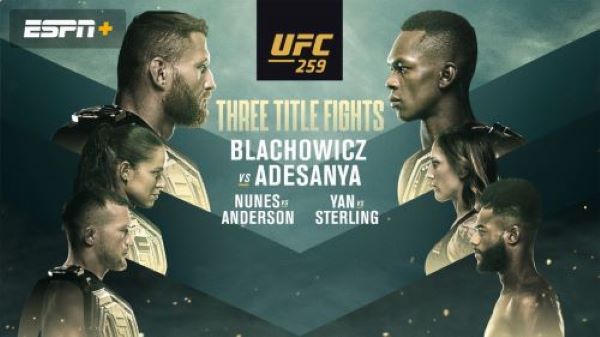 ESPN+
UFC
259
THREE TITLE FIGHTS
BLACHOWICZ
VS ADESANYA
NUNES VS ANDERSON
YAN VS STERLING